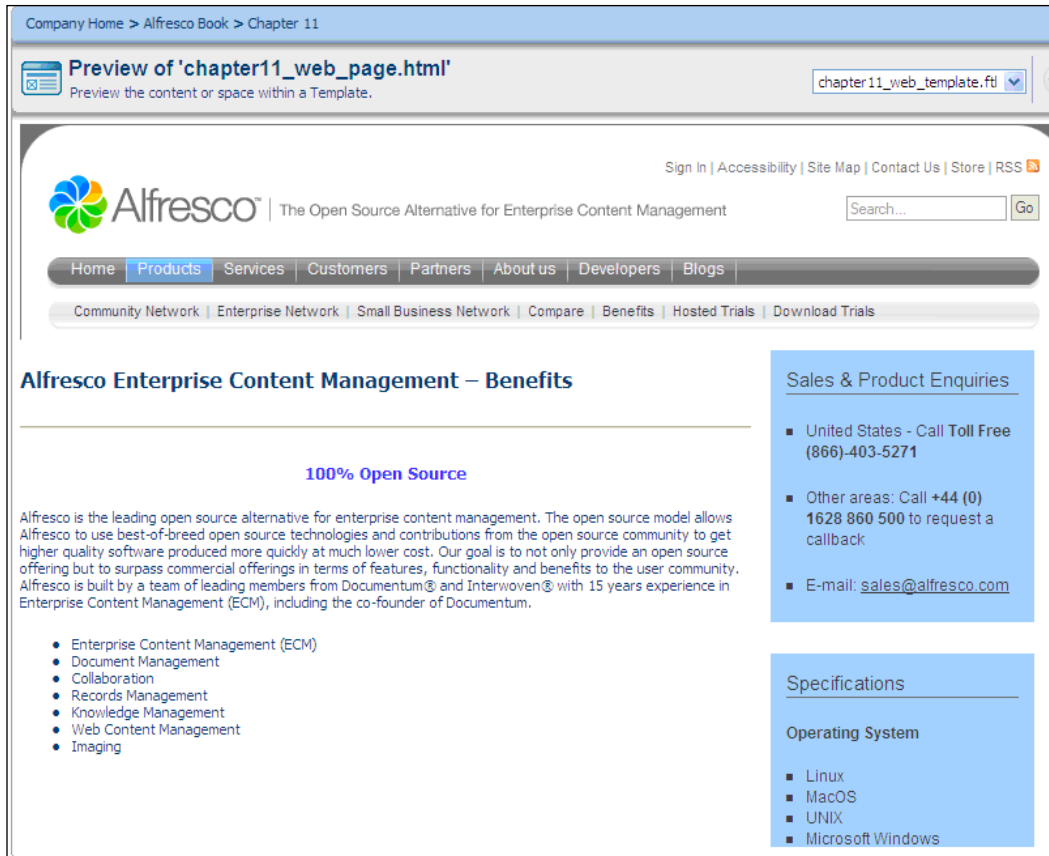 Company Home > Alfresco Book > Chapter 11
Preview of 'chapter11_web_page.html'
Preview the content or space within a Template.
chapter11_web_template.ftl
Sign In | Accessibility | Site Map | Contact Us | Store | RSS
Alfresco™ | The Open Source Alternative for Enterprise Content Management
Search...
Go
Home | Products | Services | Customers | Partners | About us | Developers | Blogs |
Community Network | Enterprise Network | Small Business Network | Compare | Benefits | Hosted Trials | Download Trials
Alfresco Enterprise Content Management – Benefits
100% Open Source
Alfresco is the leading open source alternative for enterprise content management. The open source model allows
Alfresco to use best-of-breed open source technologies and contributions from the open source community to get
higher quality software produced more quickly at much lower cost. Our goal is to not only provide an open source
offering but to surpass commercial offerings in terms of features, functionality and benefits to the user community.
Alfresco is built by a team of leading members from Documentum® and Interwoven® with 15 years experience in
Enterprise Content Management (ECM), including the co-founder of Documentum.
• Enterprise Content Management (ECM)
• Document Management
• Collaboration
• Records Management
• Knowledge Management
• Web Content Management
• Imaging
Sales & Product Enquiries
▪ United States - Call Toll Free
(866)-403-5271
▪ Other areas: Call +44 (0)
1628 860 500 to request a
callback
▪ E-mail: sales@alfresco.com
Specifications
Operating System
▪ Linux
▪ MacOS
▪ UNIX
▪ Microsoft Windows